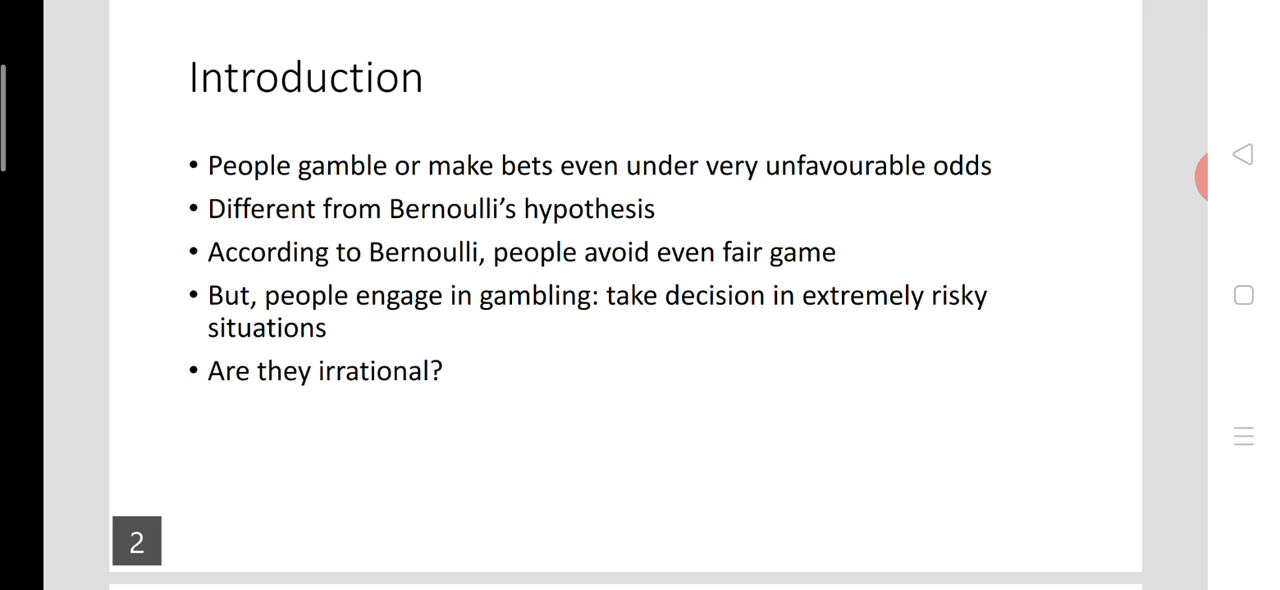 Introduction
• People gamble or make bets even under very unfavourable odds
• Different from Bernoulli’s hypothesis
• According to Bernoulli, people avoid even fair game
• But, people engage in gambling: take decision in extremely risky
situations
• Are they irrational?
2